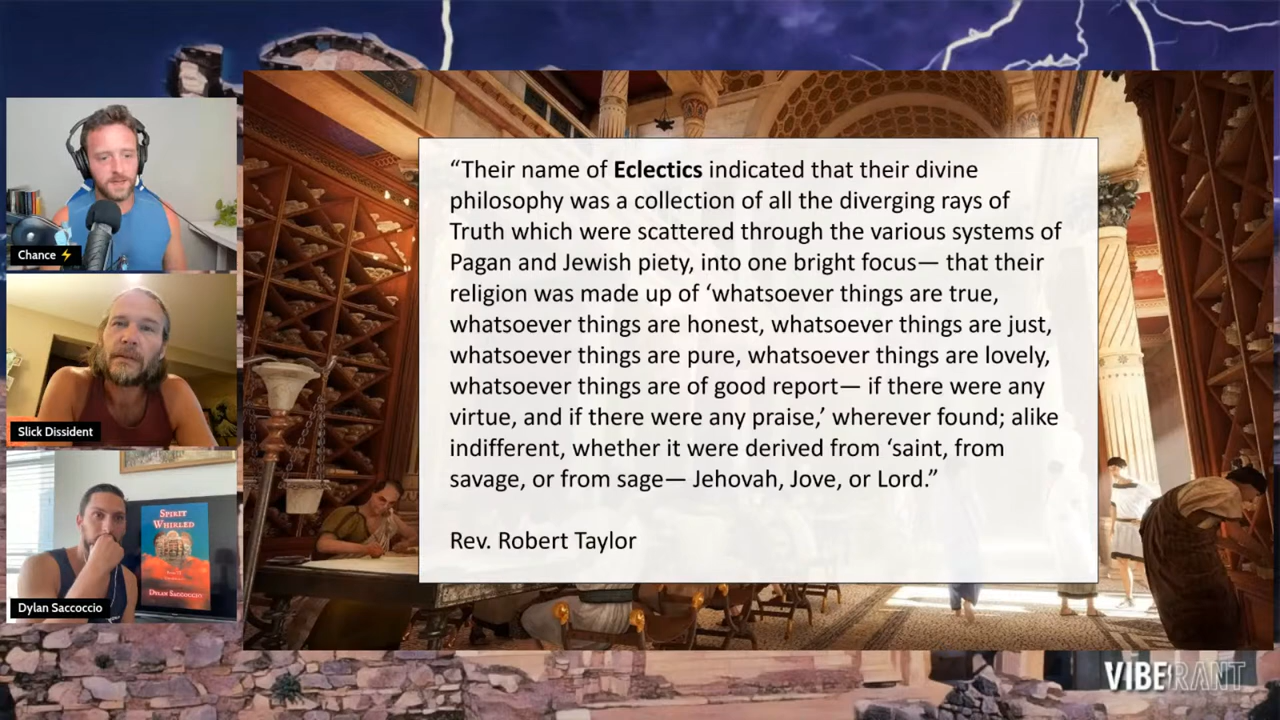 Chance ⚡
Slick Dissident
SPIRIT
WHIRLED
DYLAN SACCOCCIO
Dylan Saccoccio
“Their name of Eclectics indicated that their divine
philosophy was a collection of all the diverging rays of
Truth which were scattered through the various systems of
Pagan and Jewish piety, into one bright focus— that their
religion was made up of ‘whatsoever things are true,
whatsoever things are honest, whatsoever things are just,
whatsoever things are pure, whatsoever things are lovely,
whatsoever things are of good report— if there were any
virtue, and if there were any praise,’ wherever found; alike
indifferent, whether it were derived from ‘saint, from
savage, or from sage— Jehovah, Jove, or Lord.”
Rev. Robert Taylor
VIBERANT